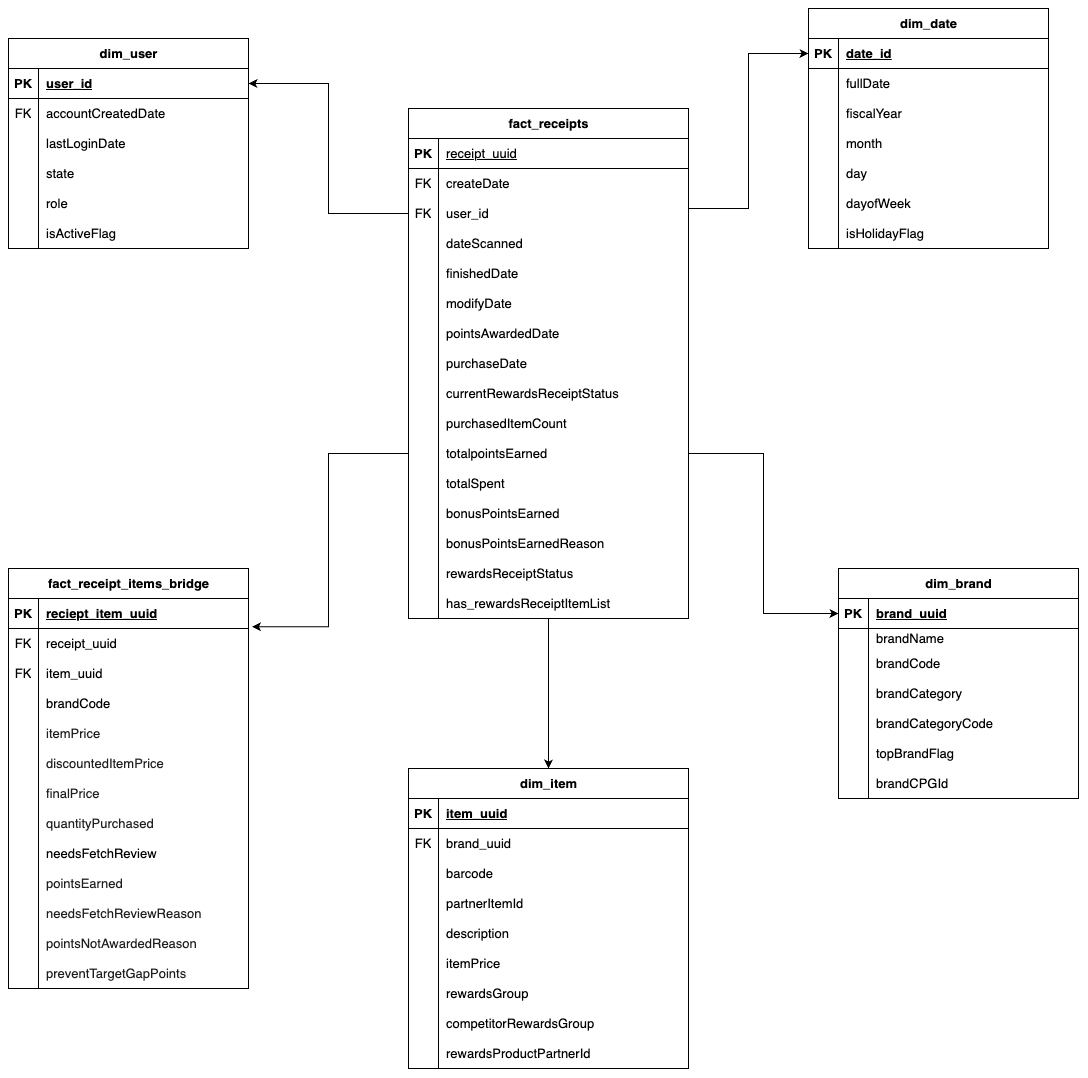 dim_user
PK user_id
FK accountCreatedDate
lastLoginDate
state
role
isActiveFlag
dim_date
PK date_id
fullDate
fiscalYear
month
day
dayofWeek
isHolidayFlag
fact_receipts
PK receipt_uuid
FK createDate
FK user_id
dateScanned
finishedDate
modifyDate
pointsAwardedDate
purchaseDate
currentRewardsReceiptStatus
purchasedItemCount
totalpointsEarned
totalSpent
bonusPointsEarned
bonusPointsEarnedReason
rewardsReceiptStatus
has_rewardsReceiptItemList
fact_receipt_items_bridge
PK reciept_item_uuid
FK receipt_uuid
FK item_uuid
brandCode
itemPrice
discountedItemPrice
finalPrice
quantityPurchased
needsFetchReview
pointsEarned
needsFetchReviewReason
pointsNotAwardedReason
preventTargetGapPoints
dim_brand
PK brand_uuid
brandName
brandCode
brandCategory
brandCategoryCode
topBrandFlag
brandCPGId
dim_item
PK item_uuid
FK brand_uuid
barcode
partnerItemId
description
itemPrice
rewardsGroup
competitorRewardsGroup
rewardsProductPartnerId